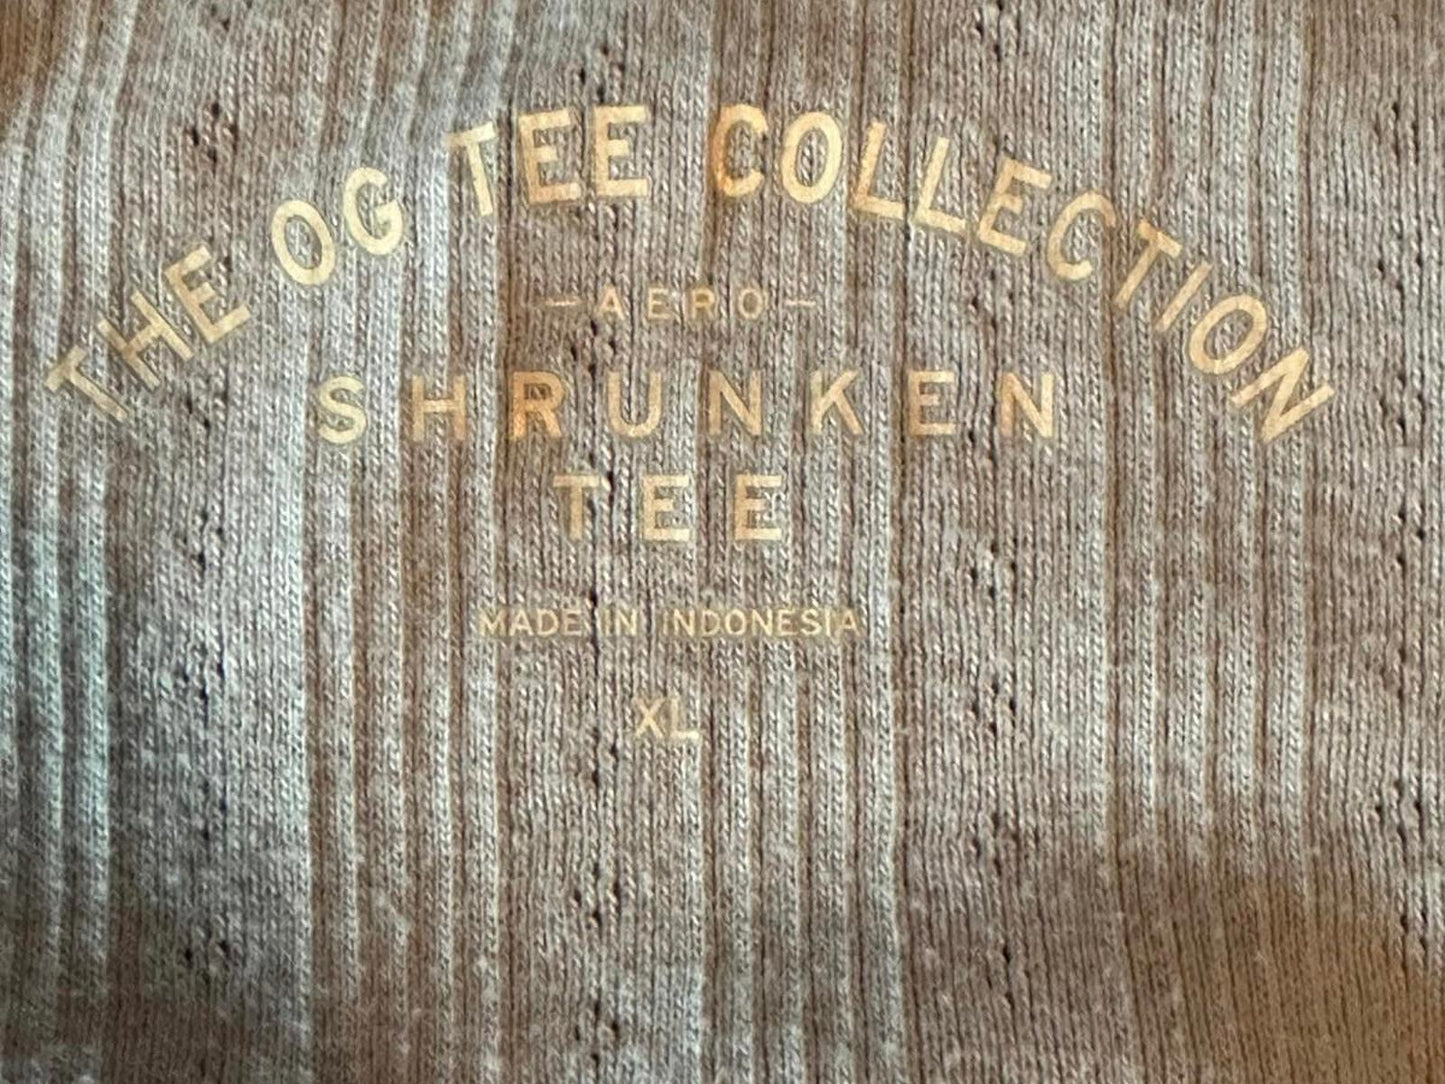 THE OG TEE COLLECTION
– AERO –
SHRUNKEN
TEE
MADE IN INDONESIA
XL